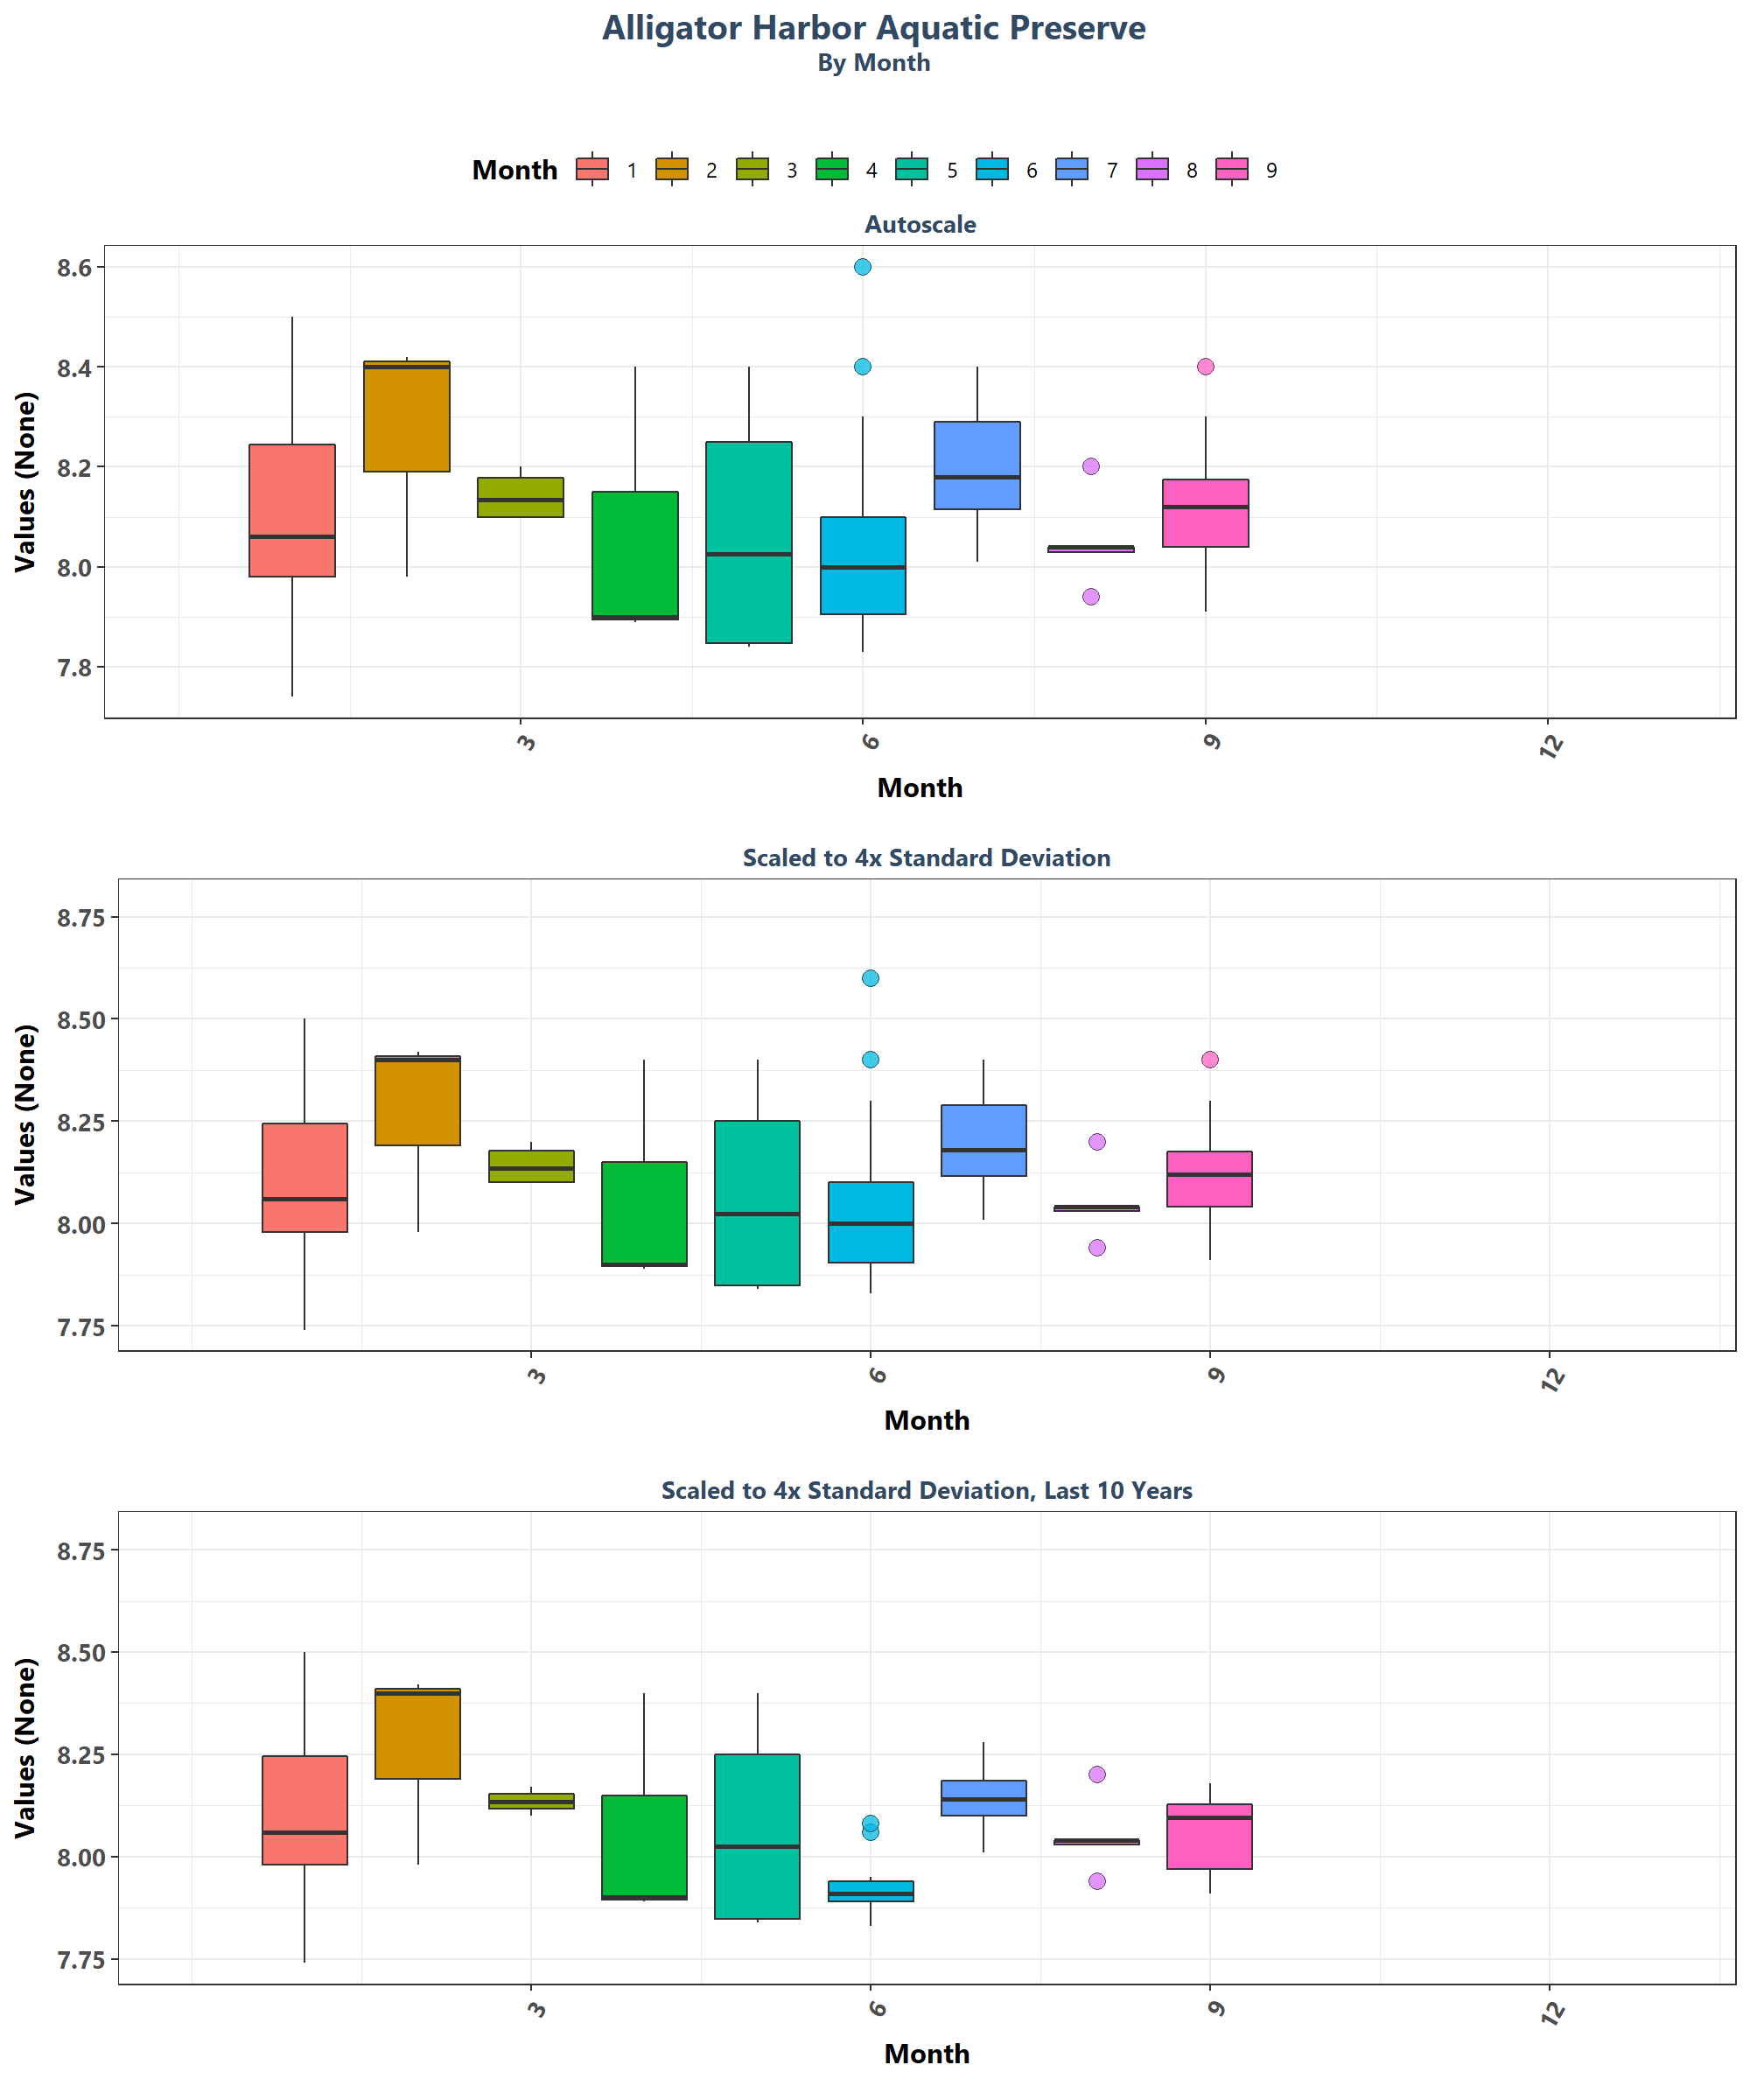 Alligator Harbor Aquatic Preserve
By Month
Month 1 2 3 4 5 6 7 8 9
Autoscale
Values (None)
8.6
8.4
8.2
8.0
7.8
3 6 9 12
Month
Scaled to 4x Standard Deviation
Values (None)
8.75
8.50
8.25
8.00
7.75
3 6 9 12
Month
Scaled to 4x Standard Deviation, Last 10 Years
Values (None)
8.75
8.50
8.25
8.00
7.75
3 6 9 12
Month